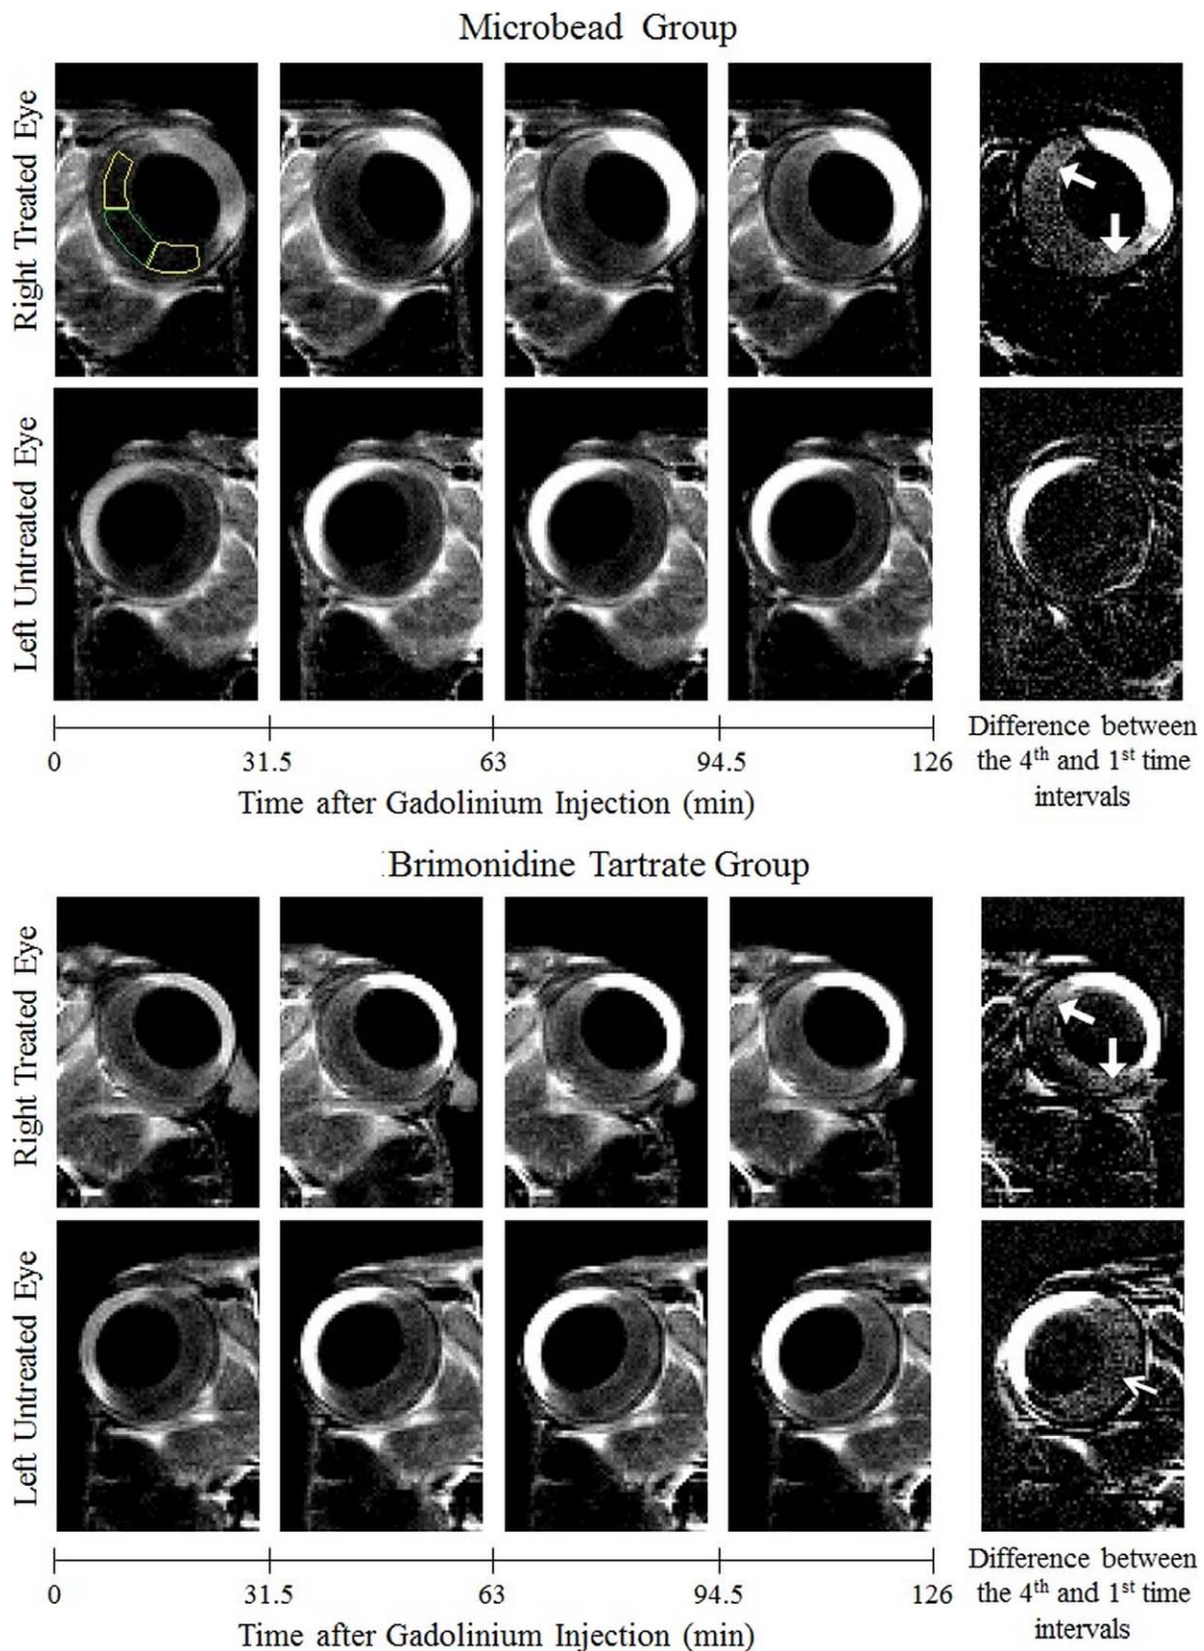 Microbead Group
Right Treated Eye
Left Untreated Eye
0 31.5 63 94.5 126
Time after Gadolinium Injection (min)
Difference between
the 4th and 1st time
intervals
Brimonidine Tartrate Group
Right Treated Eye
Left Untreated Eye
0 31.5 63 94.5 126
Time after Gadolinium Injection (min)
Difference between
the 4th and 1st time
intervals